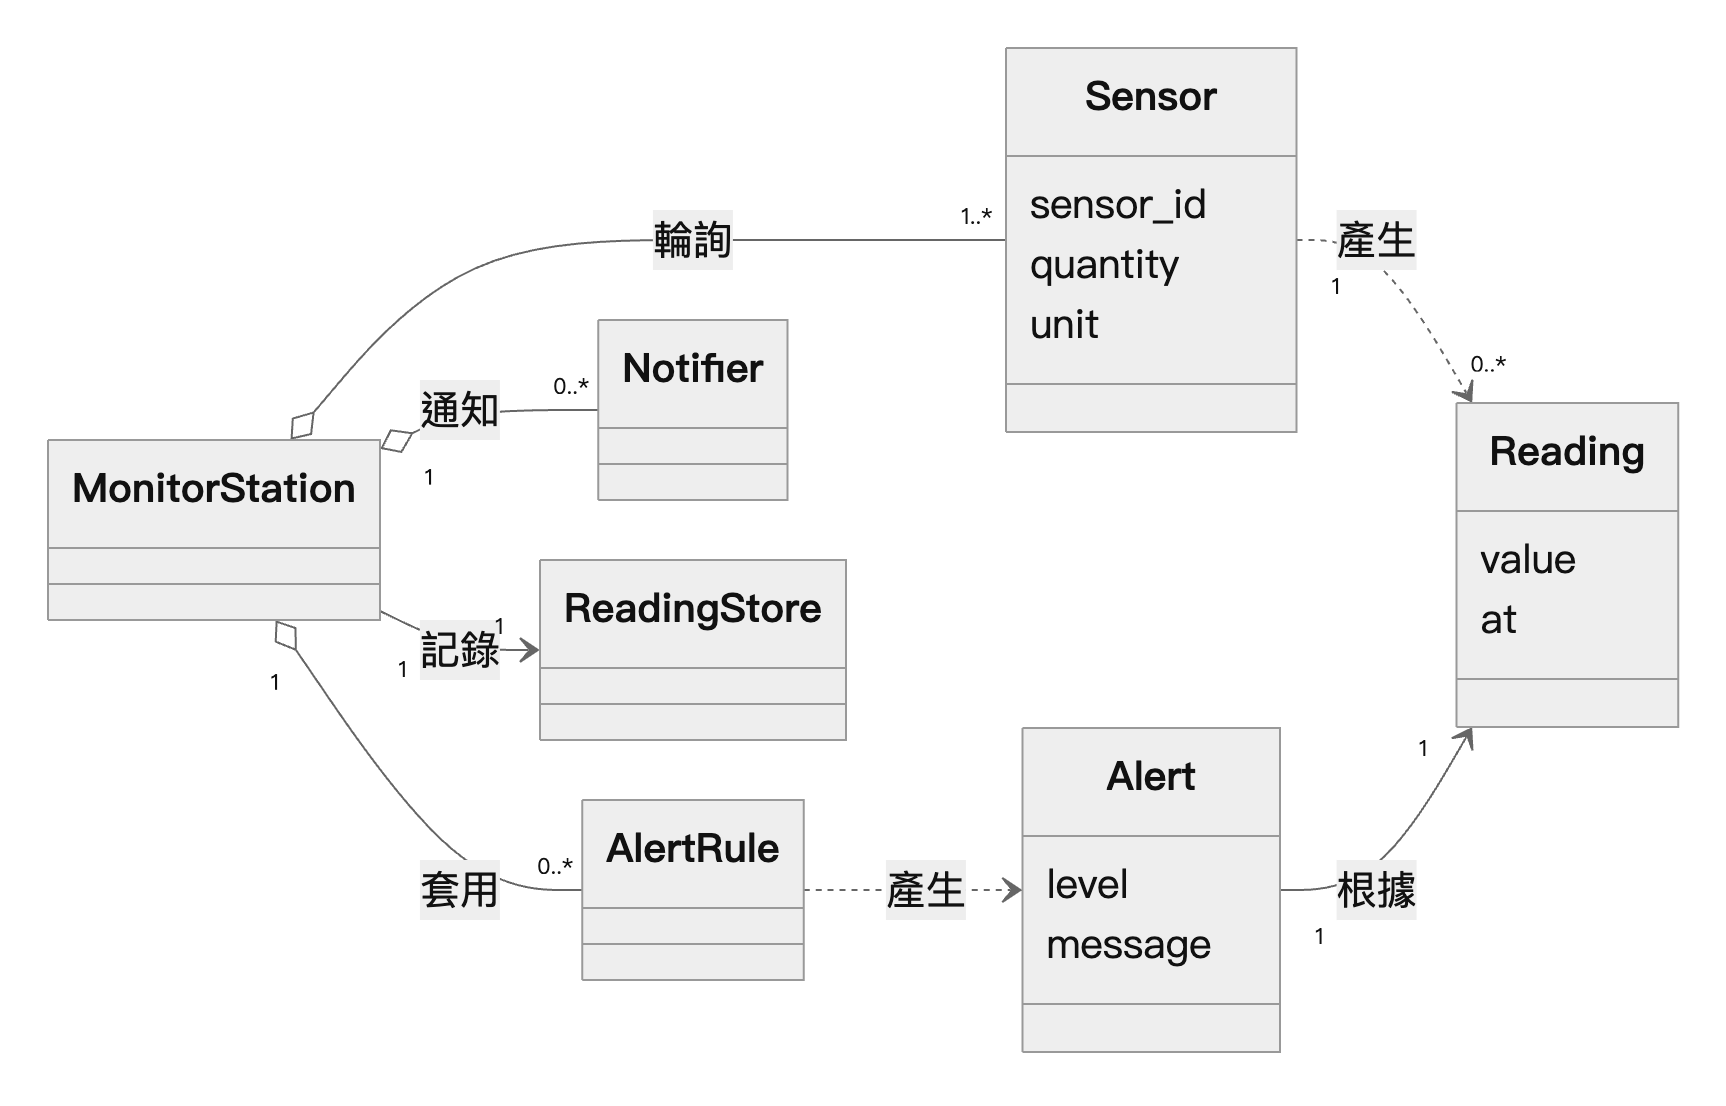 Sensor
sensor_id
quantity
unit
輪詢
1..*
產生
1
0..*
Notifier
通知
0..*
1
MonitorStation
Reading
value
at
ReadingStore
記錄
1
1
1
套用
0..*
AlertRule
產生
Alert
level
message
根據
1
1